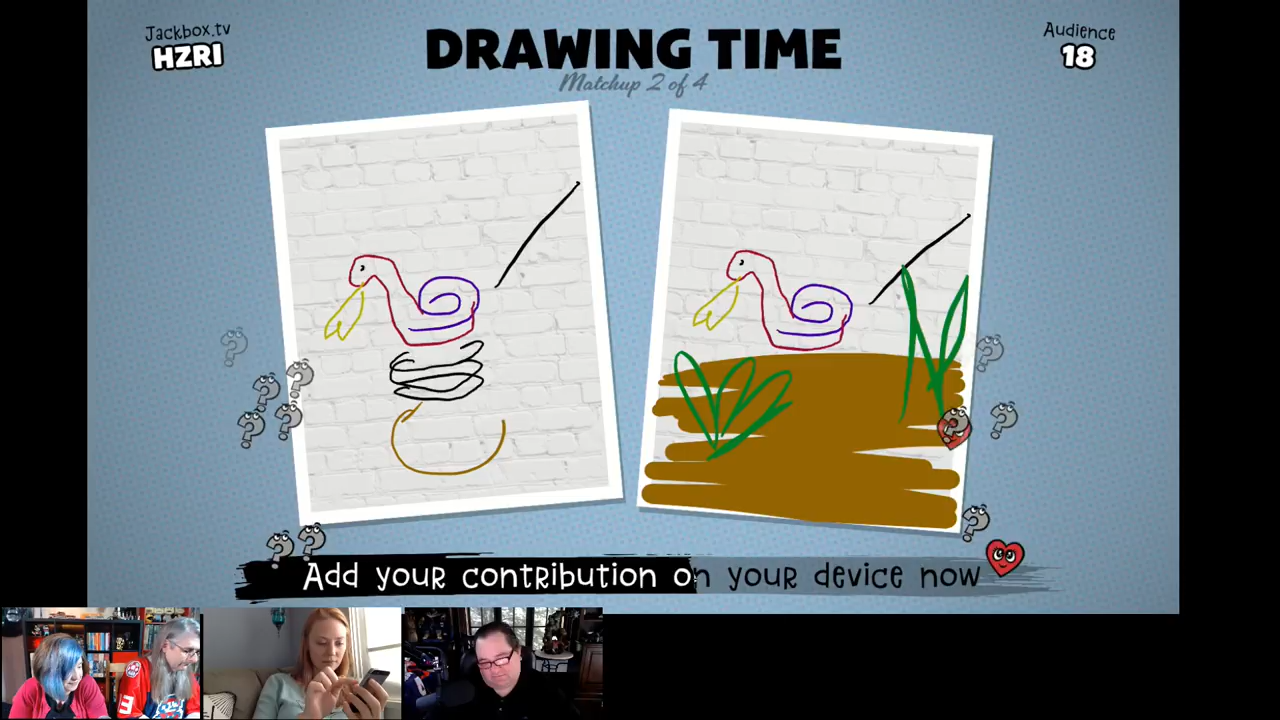 Jackbox.tv
HZRI
DRAWING TIME
Matchup 2 of 4
Audience
18
Add your contribution on your device now